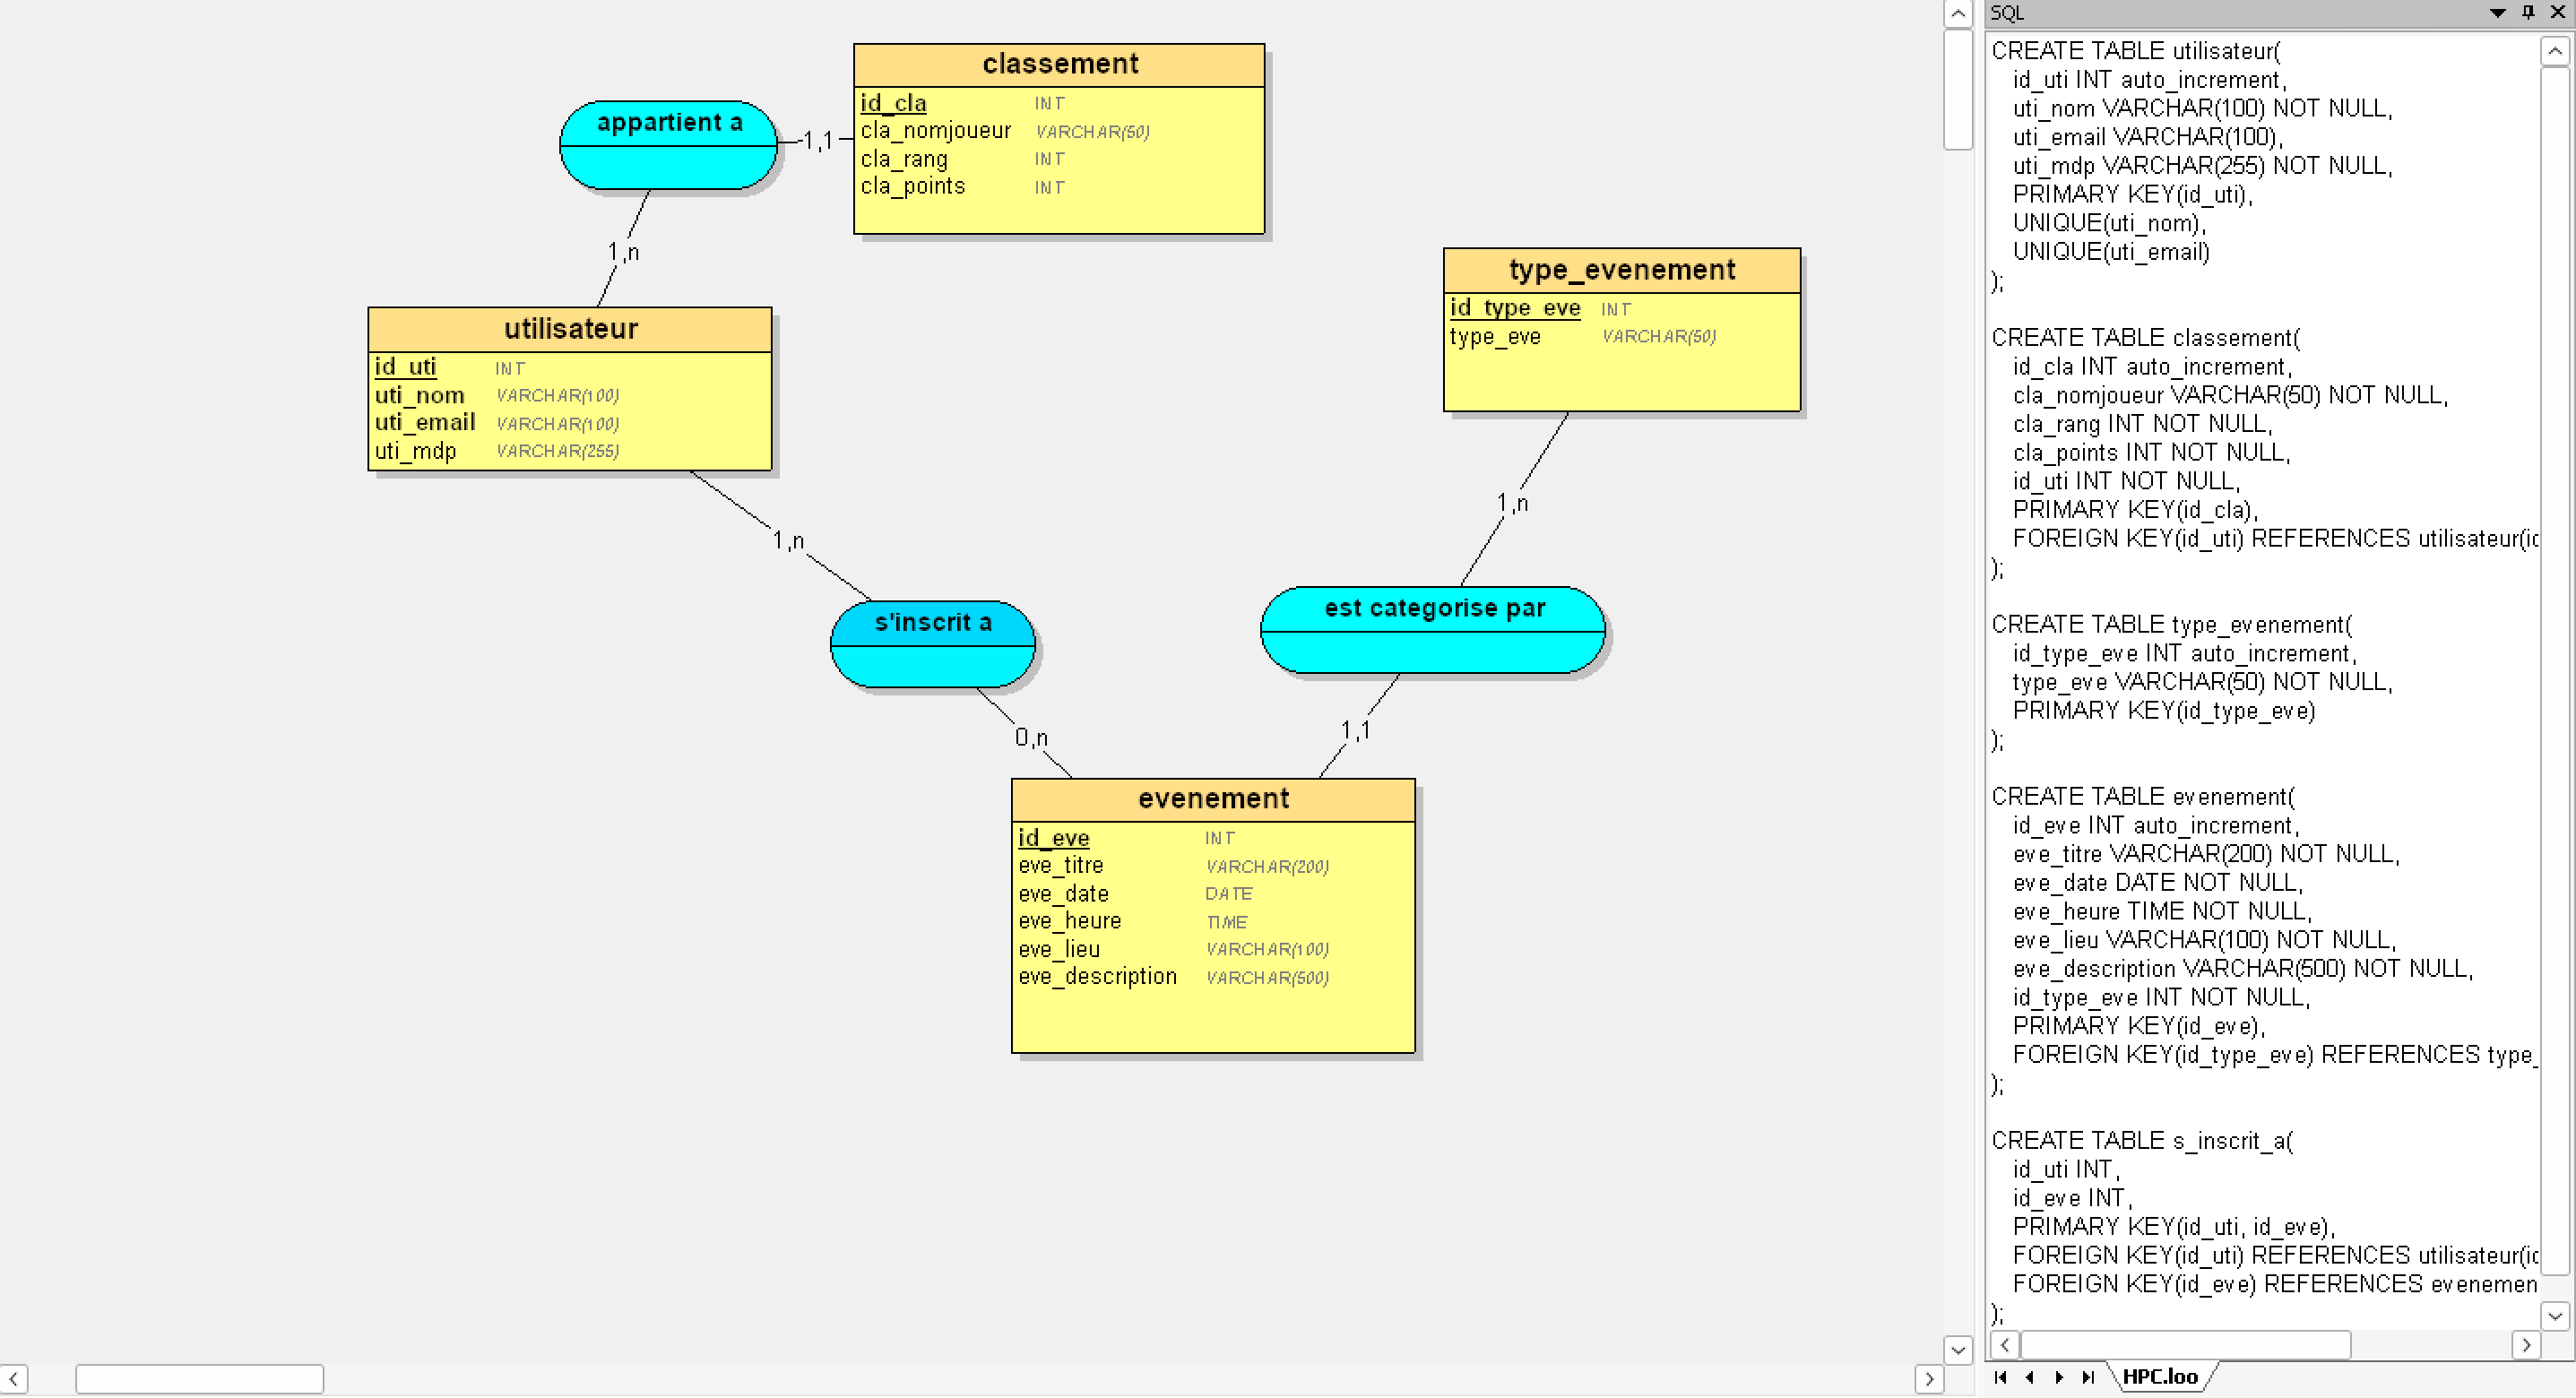 classement
id_cla INT
cla_nomjoueur VARCHAR(50)
cla_rang INT
cla_points INT
appartient a
1,1
1,n
type_evenement
id_type_eve INT
type_eve VARCHAR(50)
utilisateur
id_uti INT
uti_nom VARCHAR(100)
uti_email VARCHAR(100)
uti_mdp VARCHAR(255)
1,n
1,n
s'inscrit a
est categorise par
0,n
1,1
evenement
id_eve INT
eve_titre VARCHAR(200)
eve_date DATE
eve_heure TIME
eve_lieu VARCHAR(100)
eve_description VARCHAR(500)
SQL
CREATE TABLE utilisateur(
id_uti INT auto_increment,
uti_nom VARCHAR(100) NOT NULL,
uti_email VARCHAR(100),
uti_mdp VARCHAR(255) NOT NULL,
PRIMARY KEY(id_uti),
UNIQUE(uti_nom),
UNIQUE(uti_email)
);
CREATE TABLE classement(
id_cla INT auto_increment,
cla_nomjoueur VARCHAR(50) NOT NULL,
cla_rang INT NOT NULL,
cla_points INT NOT NULL,
id_uti INT NOT NULL,
PRIMARY KEY(id_cla),
FOREIGN KEY(id_uti) REFERENCES utilisateur(id
);
CREATE TABLE type_evenement(
id_type_eve INT auto_increment,
type_eve VARCHAR(50) NOT NULL,
PRIMARY KEY(id_type_eve)
);
CREATE TABLE evenement(
id_eve INT auto_increment,
eve_titre VARCHAR(200) NOT NULL,
eve_date DATE NOT NULL,
eve_heure TIME NOT NULL,
eve_lieu VARCHAR(100) NOT NULL,
eve_description VARCHAR(500) NOT NULL,
id_type_eve INT NOT NULL,
PRIMARY KEY(id_eve),
FOREIGN KEY(id_type_eve) REFERENCES type_
);
CREATE TABLE s_inscrit_a(
id_uti INT,
id_eve INT,
PRIMARY KEY(id_uti, id_eve),
FOREIGN KEY(id_uti) REFERENCES utilisateur(id
FOREIGN KEY(id_eve) REFERENCES evenemen
);
HPC.loo